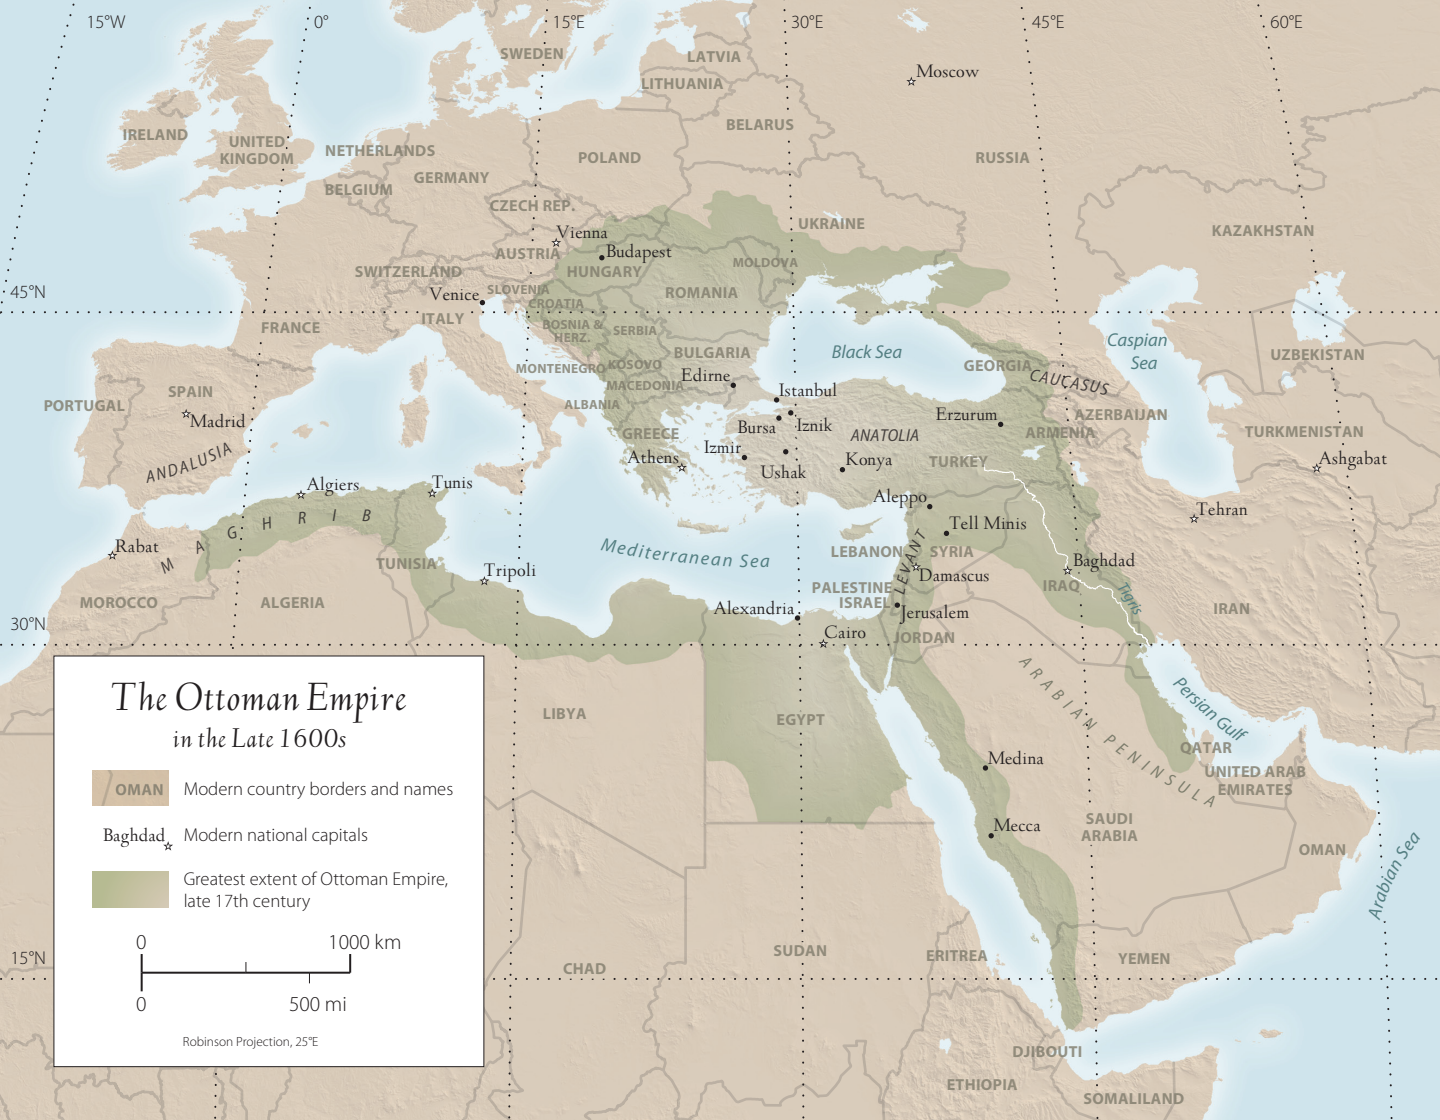 15°W
0°
15°E
30°E
45°E
60°E
SWEDEN
LATVIA
LITHUANIA
Moscow
IRELAND
UNITED
KINGDOM
NETHERLANDS
BELARUS
POLAND
RUSSIA
BELGIUM
GERMANY
CZECH REP.
UKRAINE
KAZAKHSTAN
Vienna
AUSTRIA
Budapest
HUNGARY
MOLDOVA
SWITZERLAND
SLOVENIA
Venice
CROATIA
ROMANIA
45°N
ITALY
FRANCE
BOSNIA &
HERZ.
SERBIA
BULGARIA
Black Sea
Caspian
Sea
UZBEKISTAN
MONTENEGRO
KOSOVO
GEORGIA
CAUCASUS
MACEDONIA
Edirne
SPAIN
PORTUGAL
Madrid
ALBANIA
Istanbul
Erzurum
AZERBAIJAN
Bursa
Iznik
ARMENIA
TURKMENISTAN
GREECE
ANATOLIA
Izmir
Athens
Konya
TURKEY
Ashgabat
ANDALUSIA
Ushak
Algiers
Tunis
Aleppo
Tehran
MAGHRIB
Tell Minis
Rabat
Mediterranean Sea
LEBANON
LEVANT
SYRIA
Baghdad
TUNISIA
Tripoli
Damascus
IRAQ
Tigris
PALESTINE
ISRAEL
MOROCCO
ALGERIA
Alexandria
Jerusalem
IRAN
30°N
Cairo
JORDAN
ARABIAN PENINSULA
Persian Gulf
LIBYA
EGYPT
QATAR
Medina
UNITED ARAB
EMIRATES
Mecca
SAUDI
ARABIA
OMAN
Arabian Sea
15°N
CHAD
SUDAN
ERITREA
YEMEN
DJIBOUTI
ETHIOPIA
SOMALILAND
The Ottoman Empire
in the Late 1600s
OMAN
Modern country borders and names
Baghdad
Modern national capitals
Greatest extent of Ottoman Empire,
late 17th century
0
1000 km
0
500 mi
Robinson Projection, 25°E